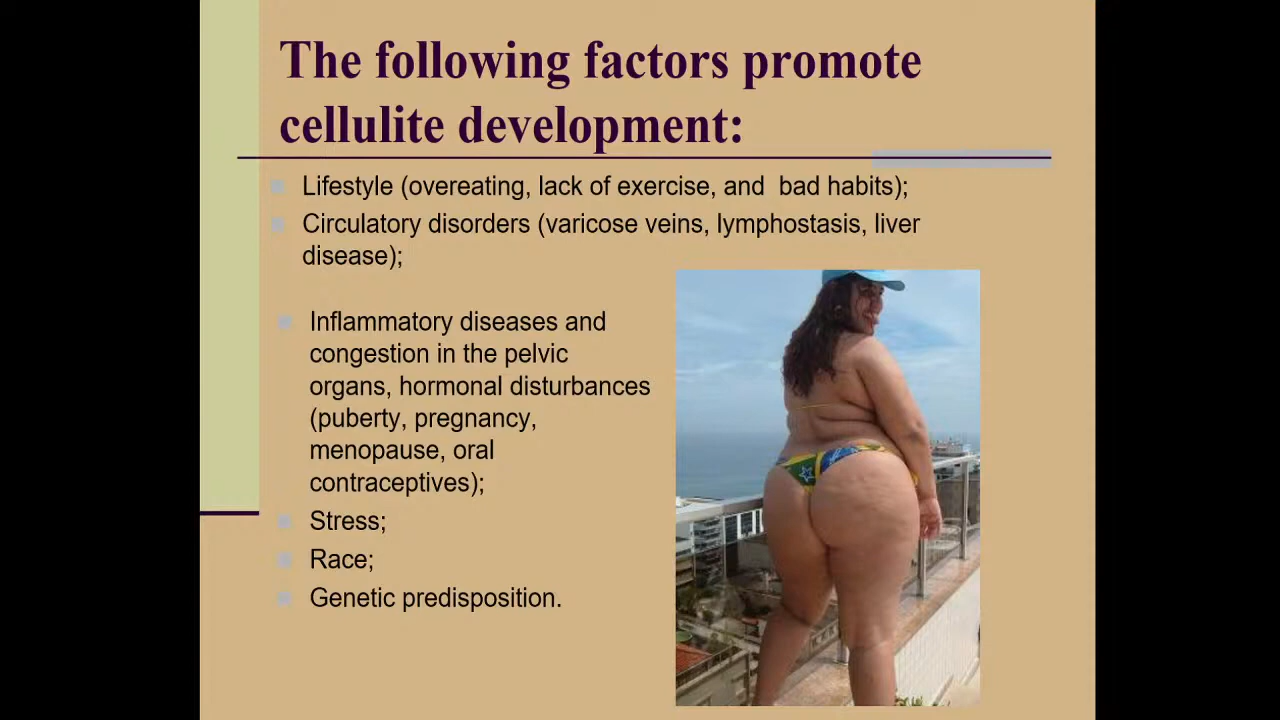 The following factors promote
cellulite development:
Lifestyle (overeating, lack of exercise, and  bad habits);
Circulatory disorders (varicose veins, lymphostasis, liver
disease);
Inflammatory diseases and
congestion in the pelvic
organs, hormonal disturbances
(puberty, pregnancy,
menopause, oral
contraceptives);
Stress;
Race;
Genetic predisposition.